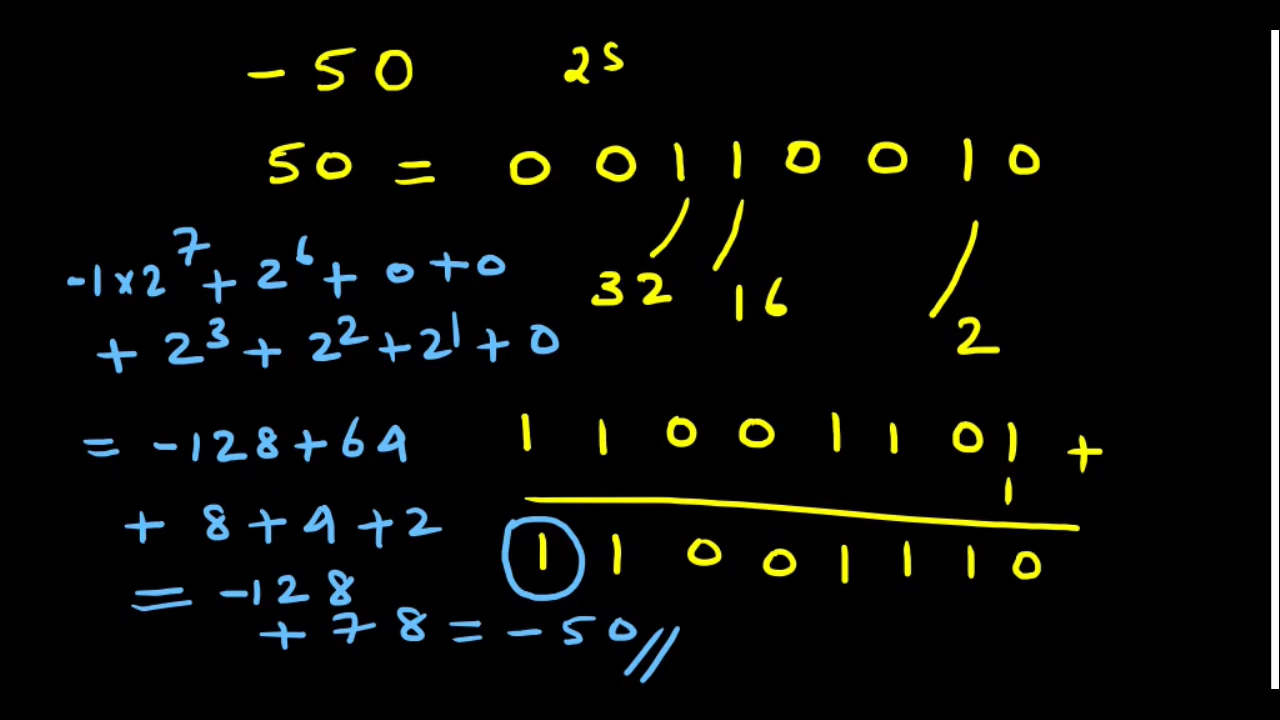 -50 2s
50 = 0 0 1 1 0 0 1 0
32 16 2
-1×2^7 + 2^6 + 0 + 0
+ 2^3 + 2^2 + 2^1 + 0
= -128 + 64
+ 8 + 4 + 2
= -128
+ 78 = -50//
1 1 0 0 1 1 0 1 +
1
1 1 0 0 1 1 1 0